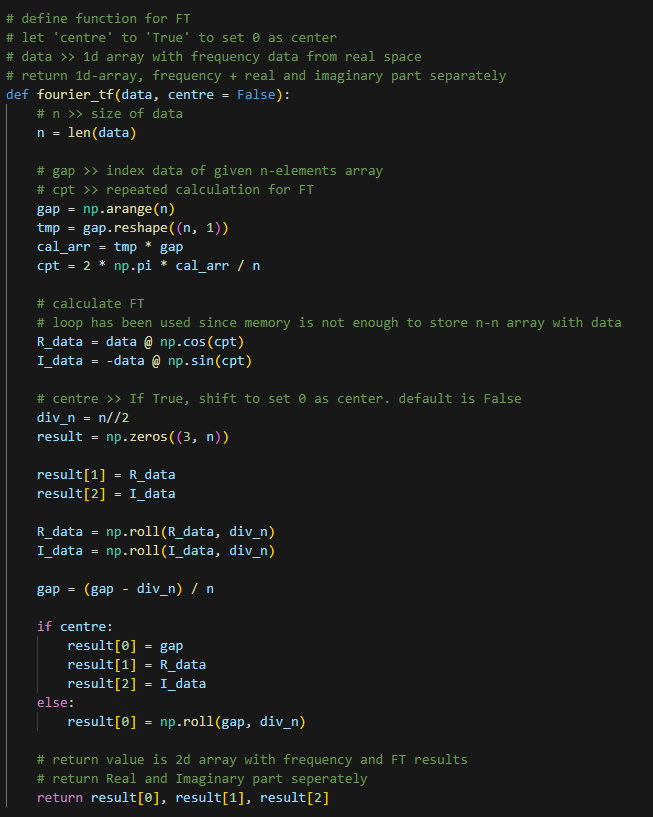 # define function for FT
# let 'centre' to 'True' to set 0 as center
# data >> 1d array with frequency data from real space
# return 1d-array, frequency + real and imaginary part separately
def fourier_tf(data, centre = False):
    # n >> size of data
    n = len(data)

    # gap >> index data of given n-elements array
    # cpt >> repeated calculation for FT
    gap = np.arange(n)
    tmp = gap.reshape((n, 1))
    cal_arr = tmp * gap
    cpt = 2 * np.pi * cal_arr / n

    # calculate FT
    # loop has been used since memory is not enough to store n-n array with data
    R_data = data @ np.cos(cpt)
    I_data = -data @ np.sin(cpt)

    # centre >> If True, shift to set 0 as center. default is False
    div_n = n//2
    result = np.zeros((3, n))

    result[1] = R_data
    result[2] = I_data

    R_data = np.roll(R_data, div_n)
    I_data = np.roll(I_data, div_n)

    gap = (gap - div_n) / n

    if centre:
        result[0] = gap
        result[1] = R_data
        result[2] = I_data
    else:
        result[0] = np.roll(gap, div_n)

    # return value is 2d array with frequency and FT results
    # return Real and Imaginary part seperately
    return result[0], result[1], result[2]